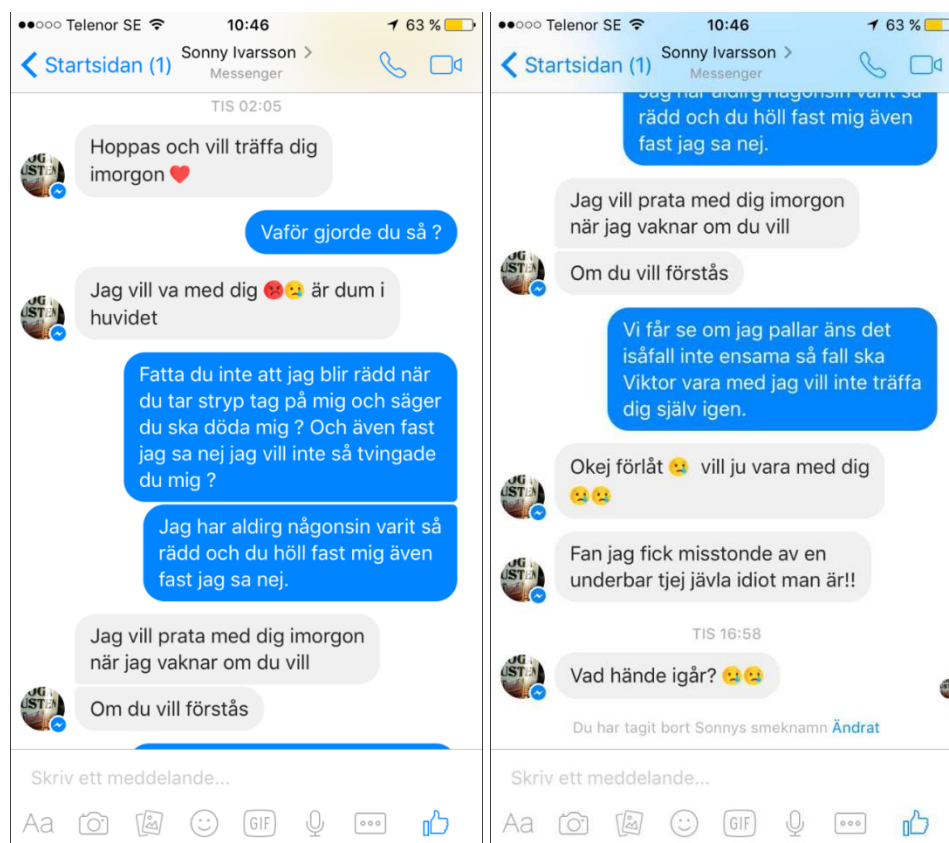 Telenor SE 10:46 63 %
Startsidan (1) Sonny Ivarsson >
Messenger
TIS 02:05
Hoppas och vill träffa dig
imorgon ❤️
Vaför gjorde du så ?
Jag vill va med dig 😡😢 är dum i
huvidet
Fatta du inte att jag blir rädd när
du tar stryp tag på mig och säger
du ska döda mig ? Och även fast
jag sa nej jag vill inte så tvingade
du mig ?
Jag har aldirg någonsin varit så
rädd och du höll fast mig även
fast jag sa nej.
Jag vill prata med dig imorgon
när jag vaknar om du vill
Om du vill förstås
Skriv ett meddelande...
Aa GIF
Telenor SE 10:46 63 %
Startsidan (1) Sonny Ivarsson >
Messenger
Jag har aldirg någonsin varit så
rädd och du höll fast mig även
fast jag sa nej.
Jag vill prata med dig imorgon
när jag vaknar om du vill
Om du vill förstås
Vi får se om jag pallar äns det
isåfall inte ensama så fall ska
Viktor vara med jag vill inte träffa
dig själv igen.
Okej förlåt 😢 vill ju vara med dig
😢😢
Fan jag fick misstonde av en
underbar tjej jävla idiot man är!!
TIS 16:58
Vad hände igår? 😢😢
Du har tagit bort Sonnys smeknamn Ändrat
Skriv ett meddelande...
Aa GIF